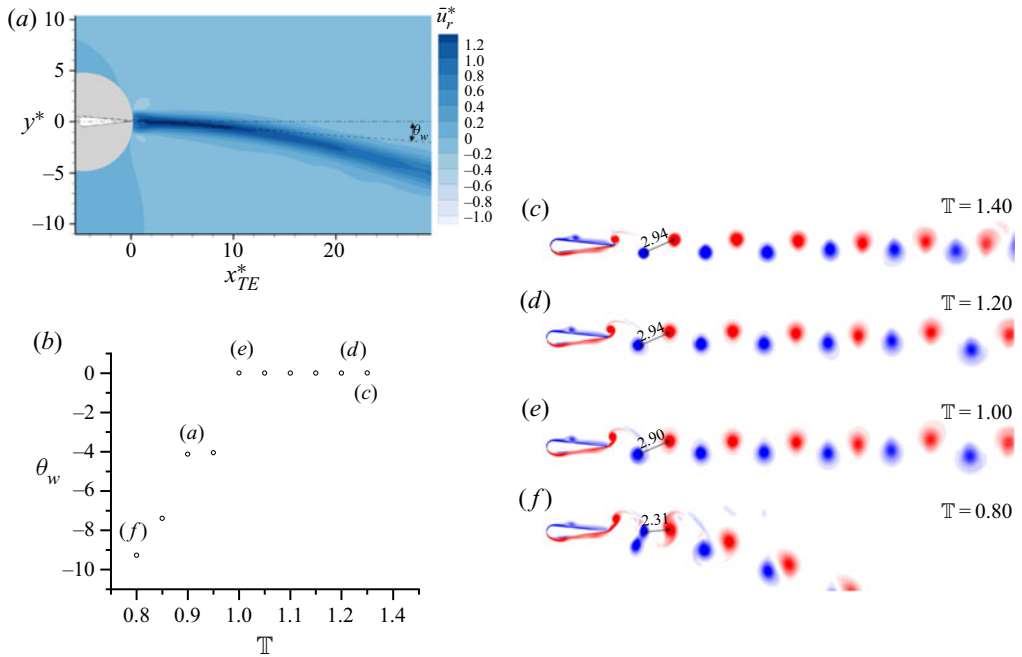 (a)
ū*r
10
5
y* 0
−5
−10
0 10 20
x*TE
θw
1.2
1.0
0.8
0.6
0.4
0.2
0
−0.2
−0.4
−0.6
−0.8
−1.0
(b)
0
−2
−4
−6
−8
−10
θw
(e)
(d)
(c)
(a)
(f)
0.8 0.9 1.0 1.1 1.2 1.3 1.4
𝕋
(c)
𝕋 = 1.40
2.94
(d)
𝕋 = 1.20
2.94
(e)
𝕋 = 1.00
2.90
(f)
𝕋 = 0.80
2.31